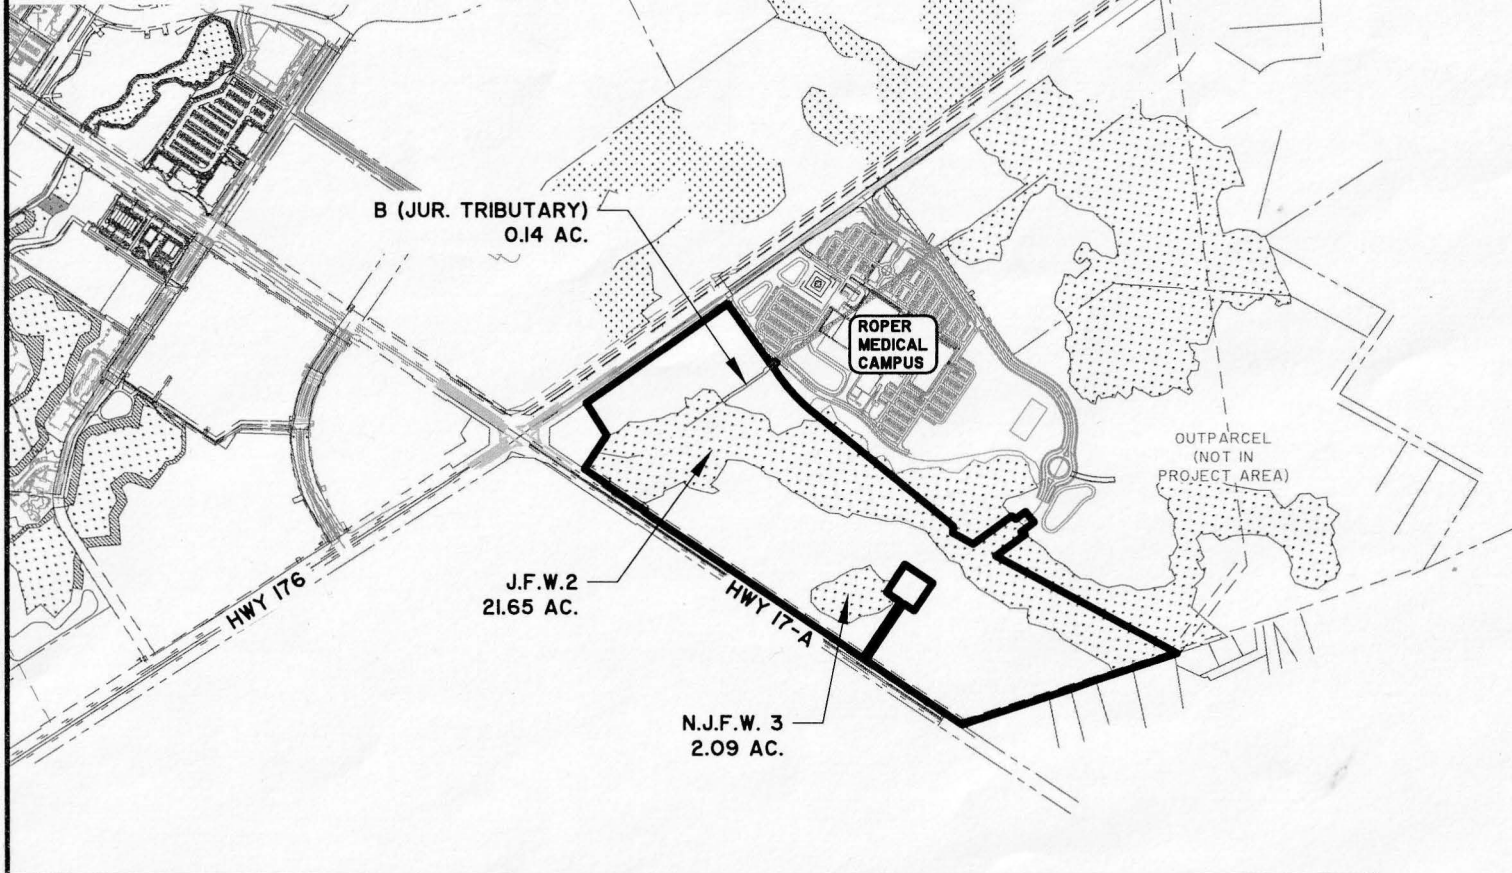 B (JUR. TRIBUTARY)
0.14 AC.
ROPER
MEDICAL
CAMPUS
OUTPARCEL
(NOT IN
PROJECT AREA)
J.F.W.2
21.65 AC.
HWY 176
HWY 17-A
N.J.F.W. 3
2.09 AC.